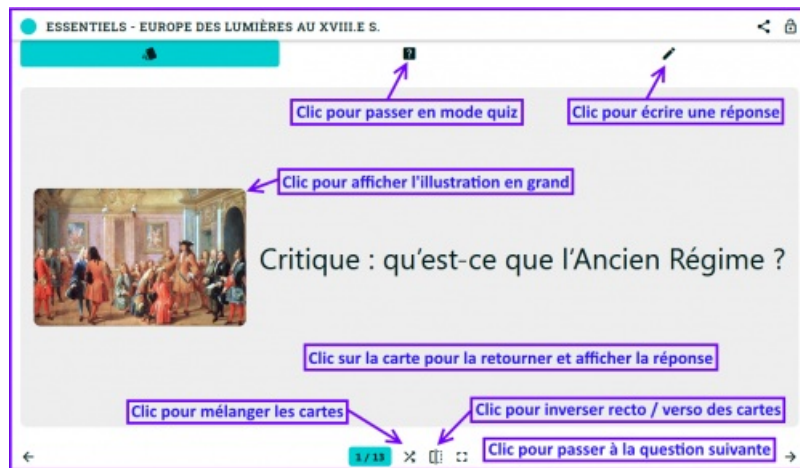 ESSENTIELS - EUROPE DES LUMIÈRES AU XVIII.E S.
?
Clic pour passer en mode quiz
Clic pour écrire une réponse
Clic pour afficher l'illustration en grand
Critique : qu'est-ce que l'Ancien Régime ?
Clic sur la carte pour la retourner et afficher la réponse
Clic pour mélanger les cartes
Clic pour inverser recto / verso des cartes
1 / 13
Clic pour passer à la question suivante